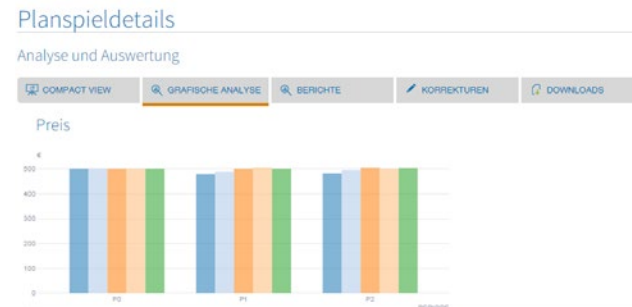 Planspieldetails
Analyse und Auswertung
COMPACT VIEW GRAFISCHE ANALYSE BERICHTE KORREKTUREN DOWNLOADS
Preis
€
500
400
300
200
100
0
P0 P1 P2
PERIODE